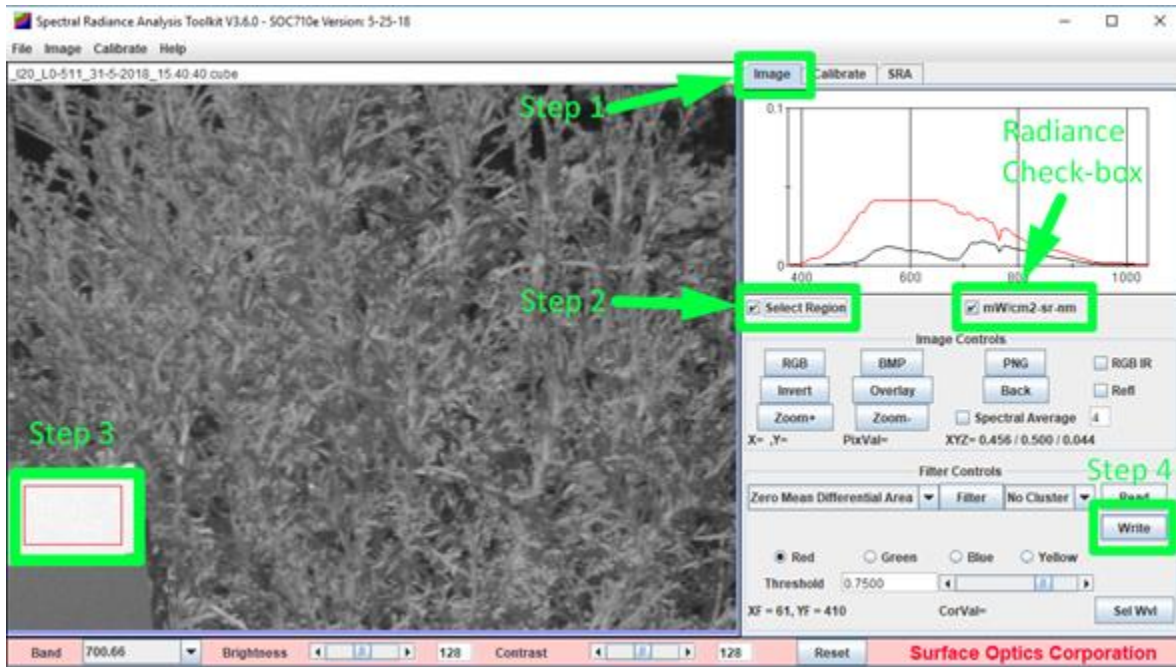 Spectral Radiance Analysis Toolkit V3.6.0 - SOC710e Version: 5-25-18
File Image Calibrate Help
_I20_L0-511_31-5-2018_15.40.40.cube
Image Calibrate SRA
Step 1
0.1
Radiance
Check-box
0
400 600 800 1000
Step 2
Select Region mW/cm2-sr-nm
Image Controls
RGB BMP PNG RGB IR
Invert Overlay Back Refl
Zoom+ Zoom- Spectral Average 4
X= ,Y= PixVal= XYZ= 0.456 / 0.500 / 0.044
Step 3
Filter Controls
Step 4
Zero Mean Differential Area Filter No Cluster Read
Write
Red Green Blue Yellow
Threshold 0.7500
XF = 61, YF = 410 CorVal= Sel Wvl
Band 700.66 Brightness 128 Contrast 128 Reset Surface Optics Corporation